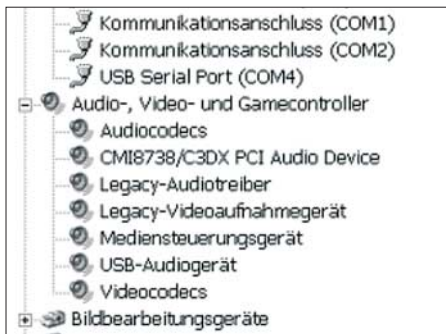 Kommunikationsanschluss (COM1)
Kommunikationsanschluss (COM2)
USB Serial Port (COM4)
Audio-, Video- und Gamecontroller
Audiocodecs
CMI8738/C3DX PCI Audio Device
Legacy-Audiotreiber
Legacy-Videoaufnahmegerät
Mediensteuerungsgerät
USB-Audiogerät
Videocodecs
Bildbearbeitungsgeräte